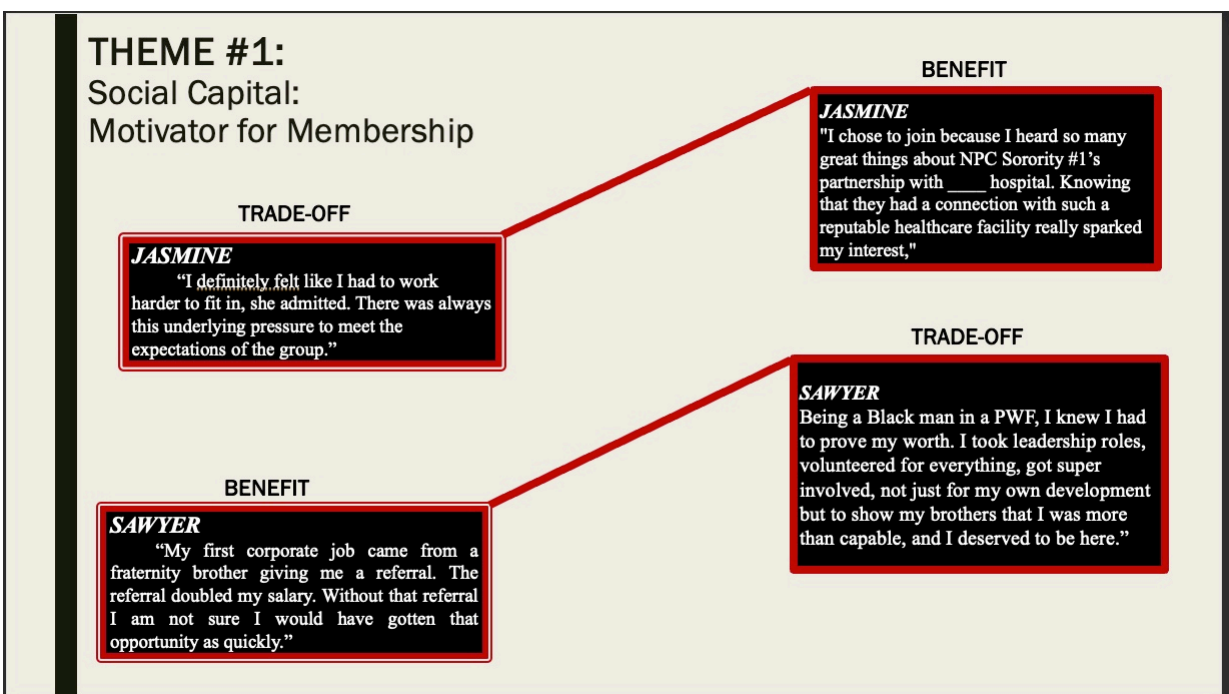 THEME #1:
Social Capital:
Motivator for Membership
TRADE-OFF
JASMINE
“I definitely felt like I had to work
harder to fit in, she admitted. There was always
this underlying pressure to meet the
expectations of the group.”
BENEFIT
JASMINE
"I chose to join because I heard so many
great things about NPC Sorority #1’s
partnership with ____ hospital. Knowing
that they had a connection with such a
reputable healthcare facility really sparked
my interest,"
BENEFIT
SAWYER
“My first corporate job came from a
fraternity brother giving me a referral. The
referral doubled my salary. Without that referral
I am not sure I would have gotten that
opportunity as quickly.”
TRADE-OFF
SAWYER
Being a Black man in a PWF, I knew I had
to prove my worth. I took leadership roles,
volunteered for everything, got super
involved, not just for my own development
but to show my brothers that I was more
than capable, and I deserved to be here.”